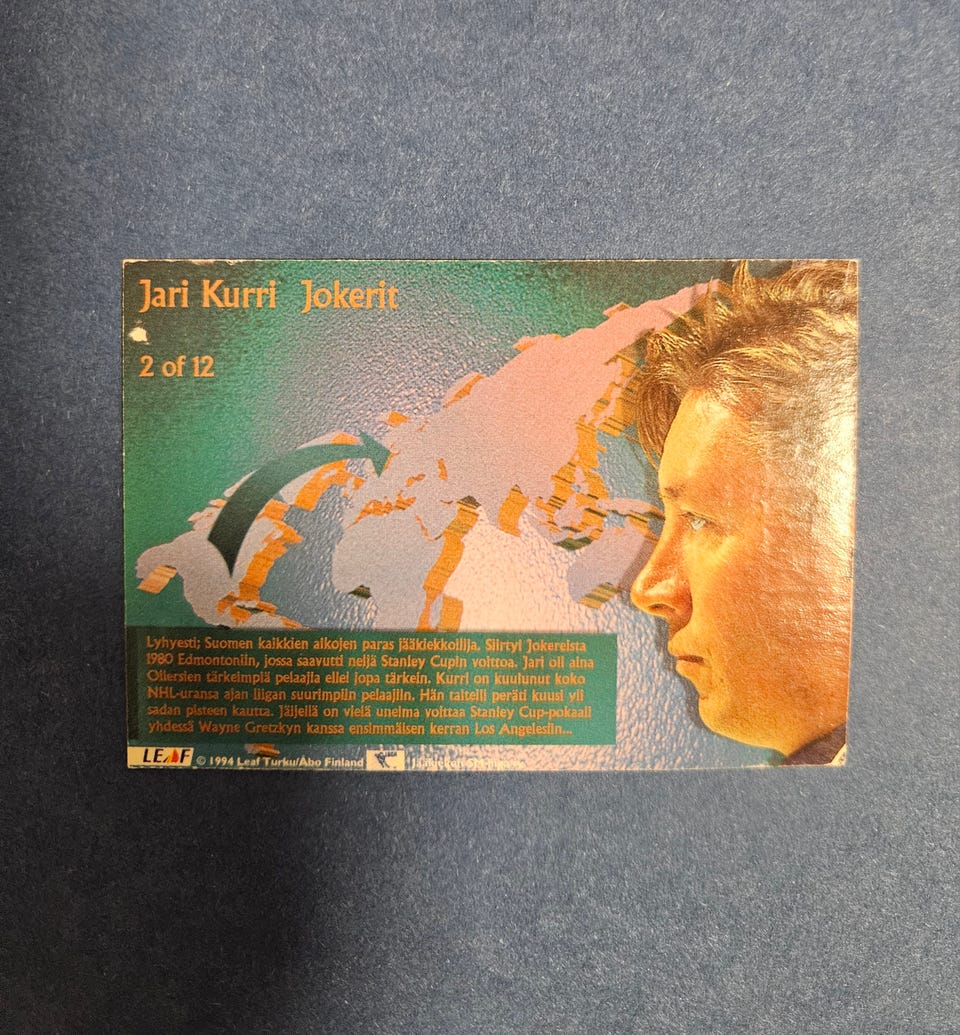 Jari Kurri Jokerit
2 of 12
Lyhyesti; Suomen kaikkien aikojen paras jääkiekkoilija. Siirtyi Jokereista
1980 Edmontoniin, jossa saavutti neljä Stanley Cupin voittoa. Jari oli aina
Oilersien tärkeimpiä pelaajia ellei jopa tärkein. Kurri on kuulunut koko
NHL-uransa ajan liigan suurimpiin pelaajiin. Hän taiteili peräti kuusi yli
sadan pisteen kautta. Jäijellä on vielä unelma voittaa Stanley Cup-pokaali
yhdessä Wayne Gretzkyn kanssa ensimmäisen kerran Los Angelesiin...
LEAF © 1994 Leaf Turku/Åbo Finland